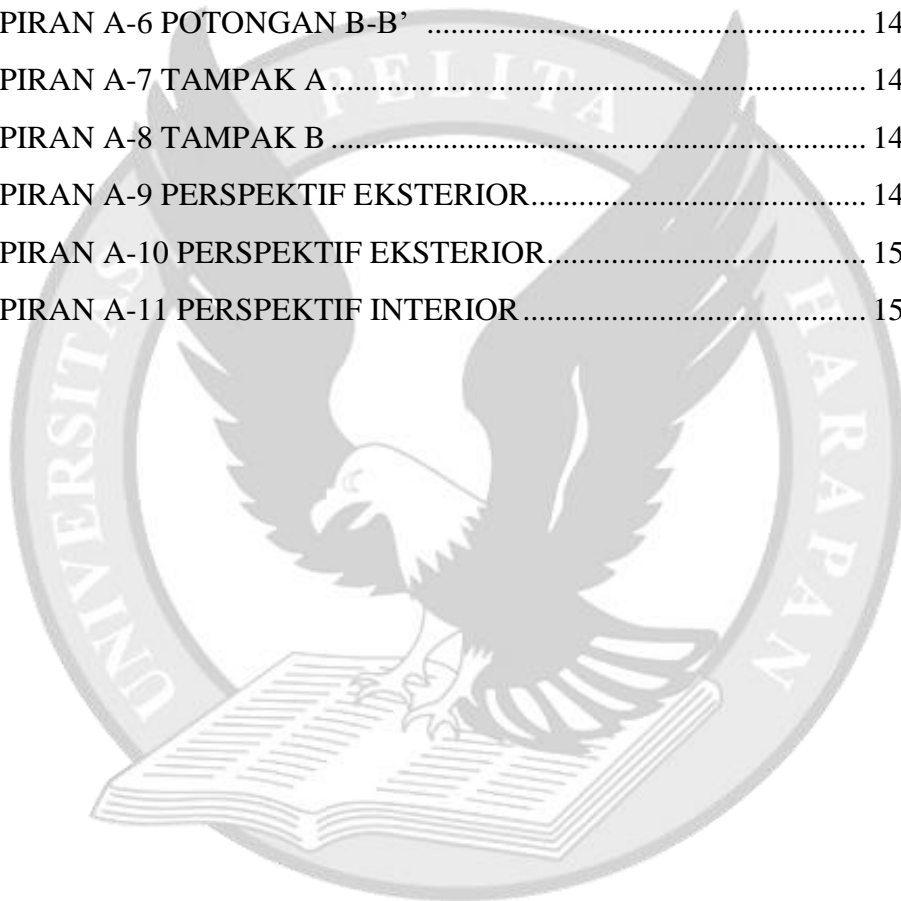 PIRAN A-6 POTONGAN B-B’ ................................................... 14
PIRAN A-7 TAMPAK A ................................................... 14
PIRAN A-8 TAMPAK B ................................................... 14
PIRAN A-9 PERSPEKTIF EKSTERIOR ................................... 14
PIRAN A-10 PERSPEKTIF EKSTERIOR ................................. 15
PIRAN A-11 PERSPEKTIF INTERIOR ................................... 15
UNIVERSITAS PELITA HARAPAN